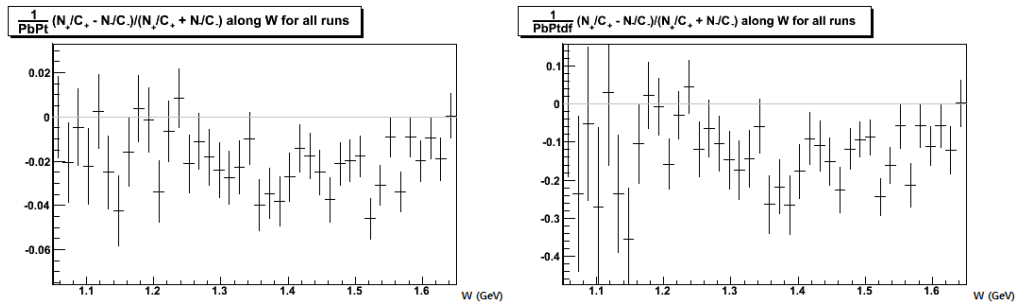 1/PbPt (N₊/C₊ - N./C.)/(N₊/C₊ + N./C.) along W for all runs
0.02
0
-0.02
-0.04
-0.06
1.1 1.2 1.3 1.4 1.5 1.6
W (GeV)
1/PbPtdf (N₊/C₊ - N./C.)/(N₊/C₊ + N./C.) along W for all runs
0.1
0
-0.1
-0.2
-0.3
-0.4
1.1 1.2 1.3 1.4 1.5 1.6
W (GeV)